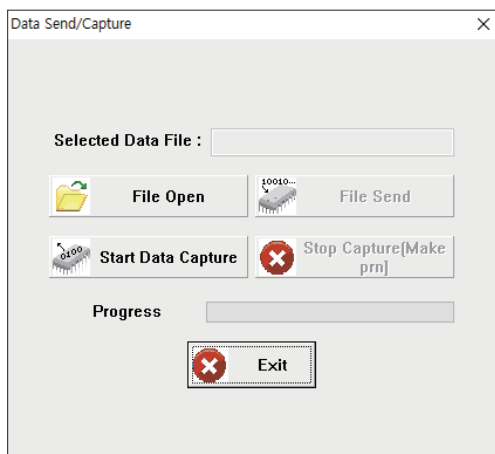 Data Send/Capture
Selected Data File :
File Open
10010...
File Send
0100
Start Data Capture
Stop Capture(Make
prn]
Progress
Exit